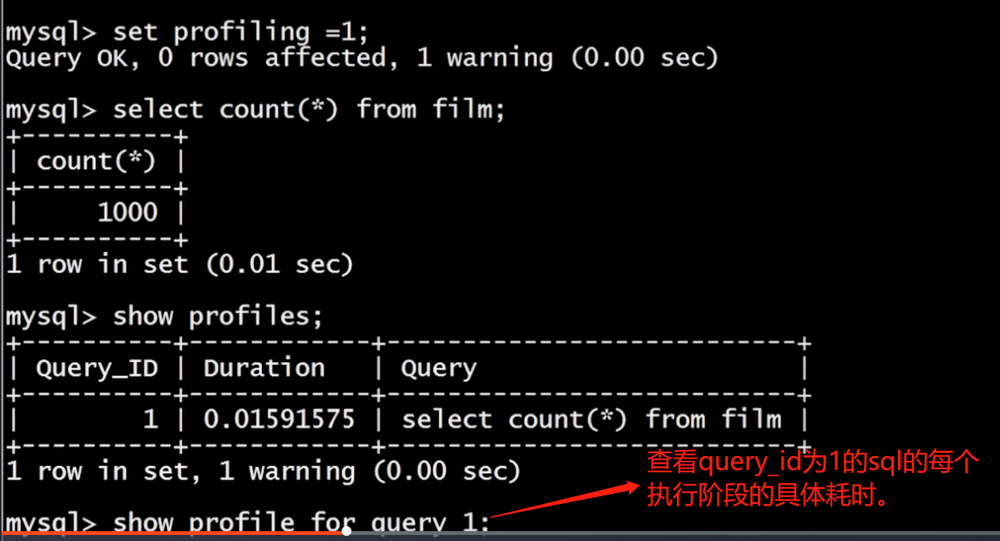 mysql> set profiling =1;
Query OK, 0 rows affected, 1 warning (0.00 sec)
mysql> select count(*) from film;
+----------+
| count(*) |
+----------+
|     1000 |
+----------+
1 row in set (0.01 sec)
mysql> show profiles;
+----------+------------+---------------------------+
| Query_ID | Duration   | Query                     |
+----------+------------+---------------------------+
|        1 | 0.01591575 | select count(*) from film |
+----------+------------+---------------------------+
1 row in set, 1 warning (0.00 sec)
查看query_id为1的sql的每个
执行阶段的具体耗时。
mysql> show profile for query 1;